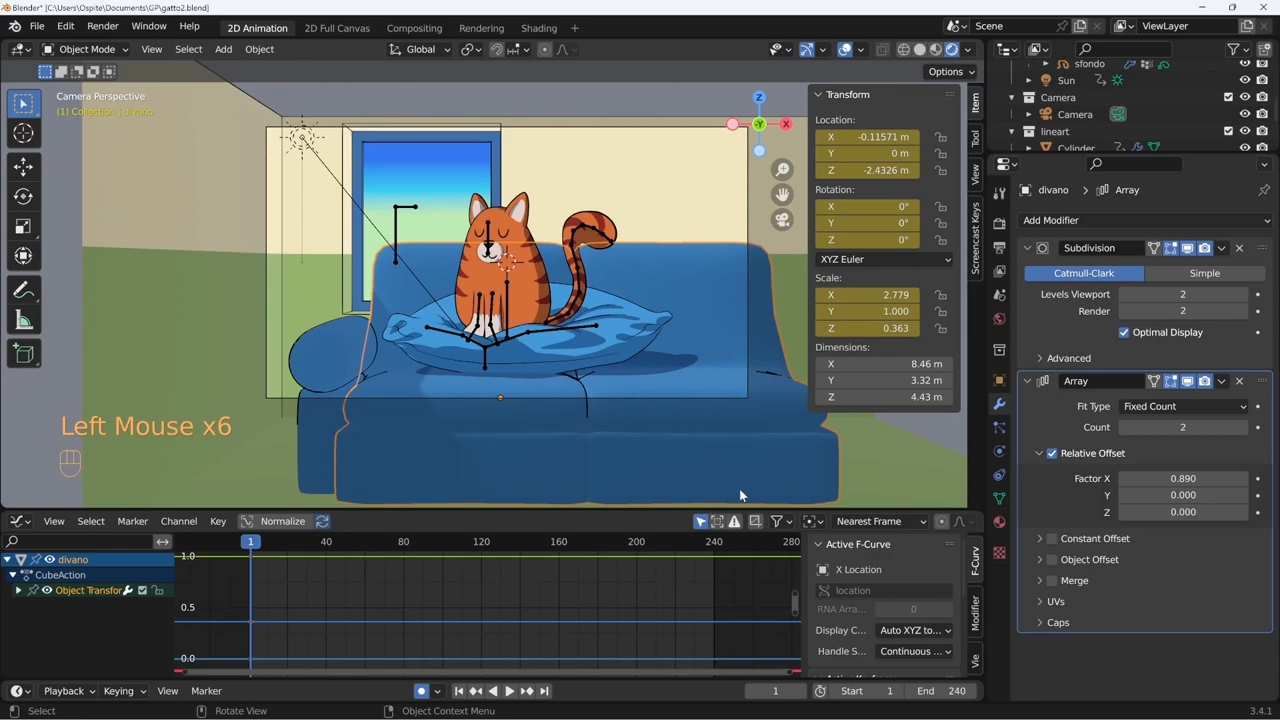 Blender* [C:\Users\Ospite\Documents\GP\gatto2.blend]
File Edit Render Window Help 2D Animation 2D Full Canvas Compositing Rendering Shading Scene ViewLayer
Object Mode View Select Add Object Global
Options
Camera Perspective
(1) Collection | divano
Z
-Y
X
Left Mouse x6
Transform
Location:
X -0.11571 m
Y 0 m
Z -2.4326 m
Rotation:
X 0°
Y 0°
Z 0°
XYZ Euler
Scale:
X 2.779
Y 1.000
Z 0.363
Dimensions:
X 8.46 m
Y 3.32 m
Z 4.43 m
Item
Tool
View
Screencast Keys
sfondo
Sun
Camera
Camera
lineart
Cylinder
divano Array
Add Modifier
Subdivision
Catmull-Clark Simple
Levels Viewport 2
Render 2
Optimal Display
Advanced
Array
Fit Type Fixed Count
Count 2
Relative Offset
Factor X 0.890
Y 0.000
Z 0.000
Constant Offset
Object Offset
Merge
UVs
Caps
View Select Marker Channel Key Normalize Nearest Frame
1 40 80 120 160 200 240 280
divano
CubeAction
Object Transfor
1.0
0.5
0.0
Active F-Curve
X Location
location
RNA Arra... 0
Display C... Auto XYZ to...
Handle S... Continuous ...
F-Curv
Modifier
Vie
Playback Keying View Marker 1 Start 1 End 240
Select Rotate View Object Context Menu 3.4.1